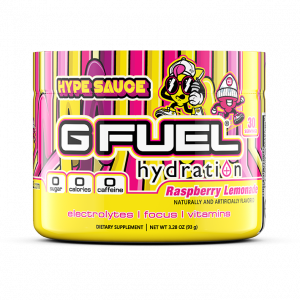 HYPE SAUCE
G FUEL
hydration
Raspberry Lemonade
NATURALLY AND ARTIFICIALLY FLAVORED
0 sugar 0 calories 0 caffeine
electrolytes | focus | vitamins
DIETARY SUPPLEMENT | NET WT 3.28 OZ (93 g)
30